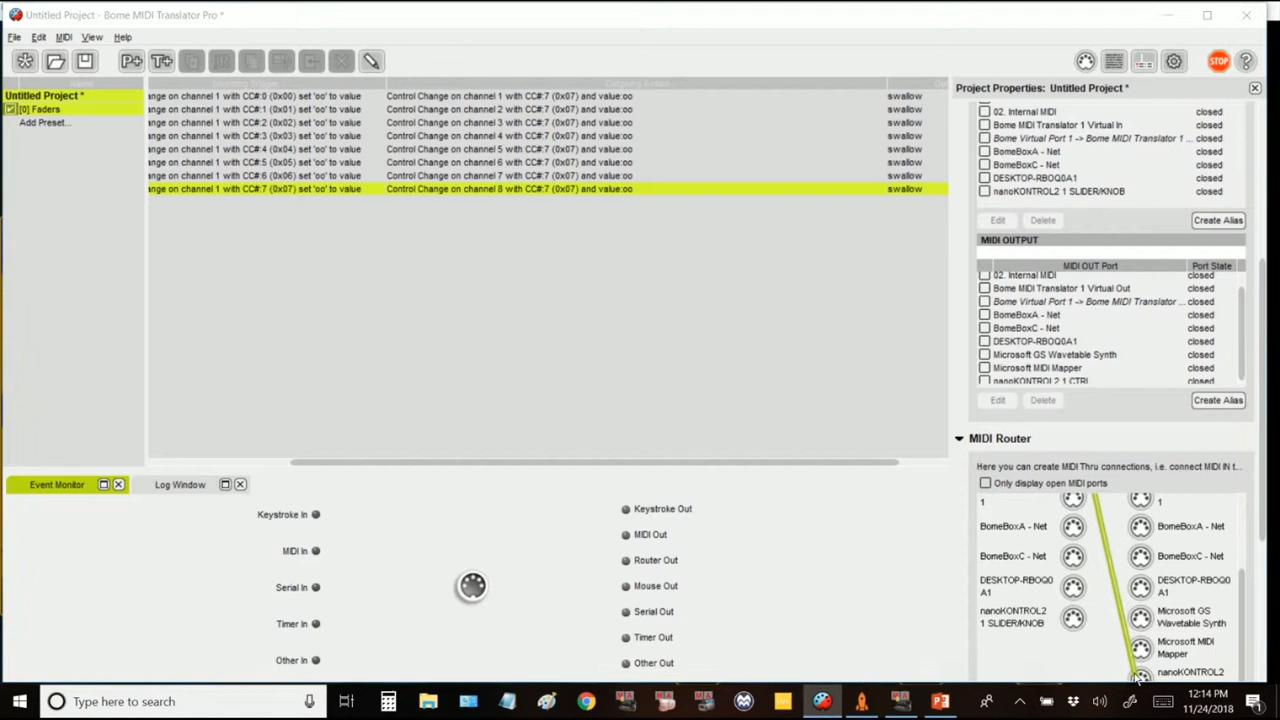 Untitled Project - Bome MIDI Translator Pro *
File Edit MIDI View Help
P+ T+ STOP ?
Name Outgoing Action
Project Properties: Untitled Project *
Untitled Project *
[0] Faders
Add Preset...
ange on channel 1 with CC#:0 (0x00) set 'oo' to value Control Change on channel 1 with CC#:7 (0x07) and value:oo swallow
ange on channel 1 with CC#:1 (0x01) set 'oo' to value Control Change on channel 2 with CC#:7 (0x07) and value:oo swallow
ange on channel 1 with CC#:2 (0x02) set 'oo' to value Control Change on channel 3 with CC#:7 (0x07) and value:oo swallow
ange on channel 1 with CC#:3 (0x03) set 'oo' to value Control Change on channel 4 with CC#:7 (0x07) and value:oo swallow
ange on channel 1 with CC#:4 (0x04) set 'oo' to value Control Change on channel 5 with CC#:7 (0x07) and value:oo swallow
ange on channel 1 with CC#:5 (0x05) set 'oo' to value Control Change on channel 6 with CC#:7 (0x07) and value:oo swallow
ange on channel 1 with CC#:6 (0x06) set 'oo' to value Control Change on channel 7 with CC#:7 (0x07) and value:oo swallow
ange on channel 1 with CC#:7 (0x07) set 'oo' to value Control Change on channel 8 with CC#:7 (0x07) and value:oo swallow
02. Internal MIDI closed
Bome MIDI Translator 1 Virtual In closed
Bome Virtual Port 1 -> Bome MIDI Translator 1 ... closed
BomeBoxA - Net closed
BomeBoxC - Net closed
DESKTOP-RBOQ0A1 closed
nanoKONTROL2 1 SLIDER/KNOB closed
Edit Delete Create Alias
MIDI OUTPUT
MIDI OUT Port Port State
02. Internal MIDI closed
Bome MIDI Translator 1 Virtual Out closed
Bome Virtual Port 1 -> Bome MIDI Translator ... closed
BomeBoxA - Net closed
BomeBoxC - Net closed
DESKTOP-RBOQ0A1 closed
Microsoft GS Wavetable Synth closed
Microsoft MIDI Mapper closed
nanoKONTROL2 1 CTRL closed
Edit Delete Create Alias
MIDI Router
Here you can create MIDI Thru connections, i.e. connect MIDI IN t...
Only display open MIDI ports
1 1
BomeBoxA - Net BomeBoxA - Net
BomeBoxC - Net BomeBoxC - Net
DESKTOP-RBOQ0 DESKTOP-RBOQ0
A1 A1
nanoKONTROL2 Microsoft GS
1 SLIDER/KNOB Wavetable Synth
Microsoft MIDI
Mapper
nanoKONTROL2
Event Monitor Log Window
Keystroke In Keystroke Out
MIDI In MIDI Out
Router Out
Serial In Mouse Out
Serial Out
Timer In Timer Out
Other In Other Out
Type here to search
12:14 PM
11/24/2018